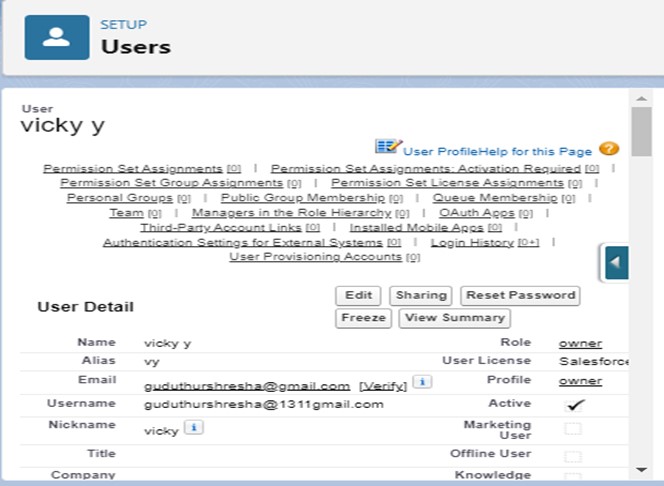 SETUP
Users
User
vicky y
User ProfileHelp for this Page
Permission Set Assignments [0] | Permission Set Assignments: Activation Required [0] |
Permission Set Group Assignments [0] | Permission Set License Assignments [0] |
Personal Groups [0] | Public Group Membership [0] | Queue Membership [0] |
Team [0] | Managers in the Role Hierarchy [0] | OAuth Apps [0] |
Third-Party Account Links [0] | Installed Mobile Apps [0] |
Authentication Settings for External Systems [0] | Login History [0+] |
User Provisioning Accounts [0]
User Detail
Edit Sharing Reset Password
Freeze View Summary
Name vicky y Role owner
Alias vy User License Salesforce
Email guduthurshresha@gmail.com [Verify] i Profile owner
Username guduthurshresha@1311gmail.com Active
Nickname vicky i Marketing User
Title Offline User
Company Knowledge